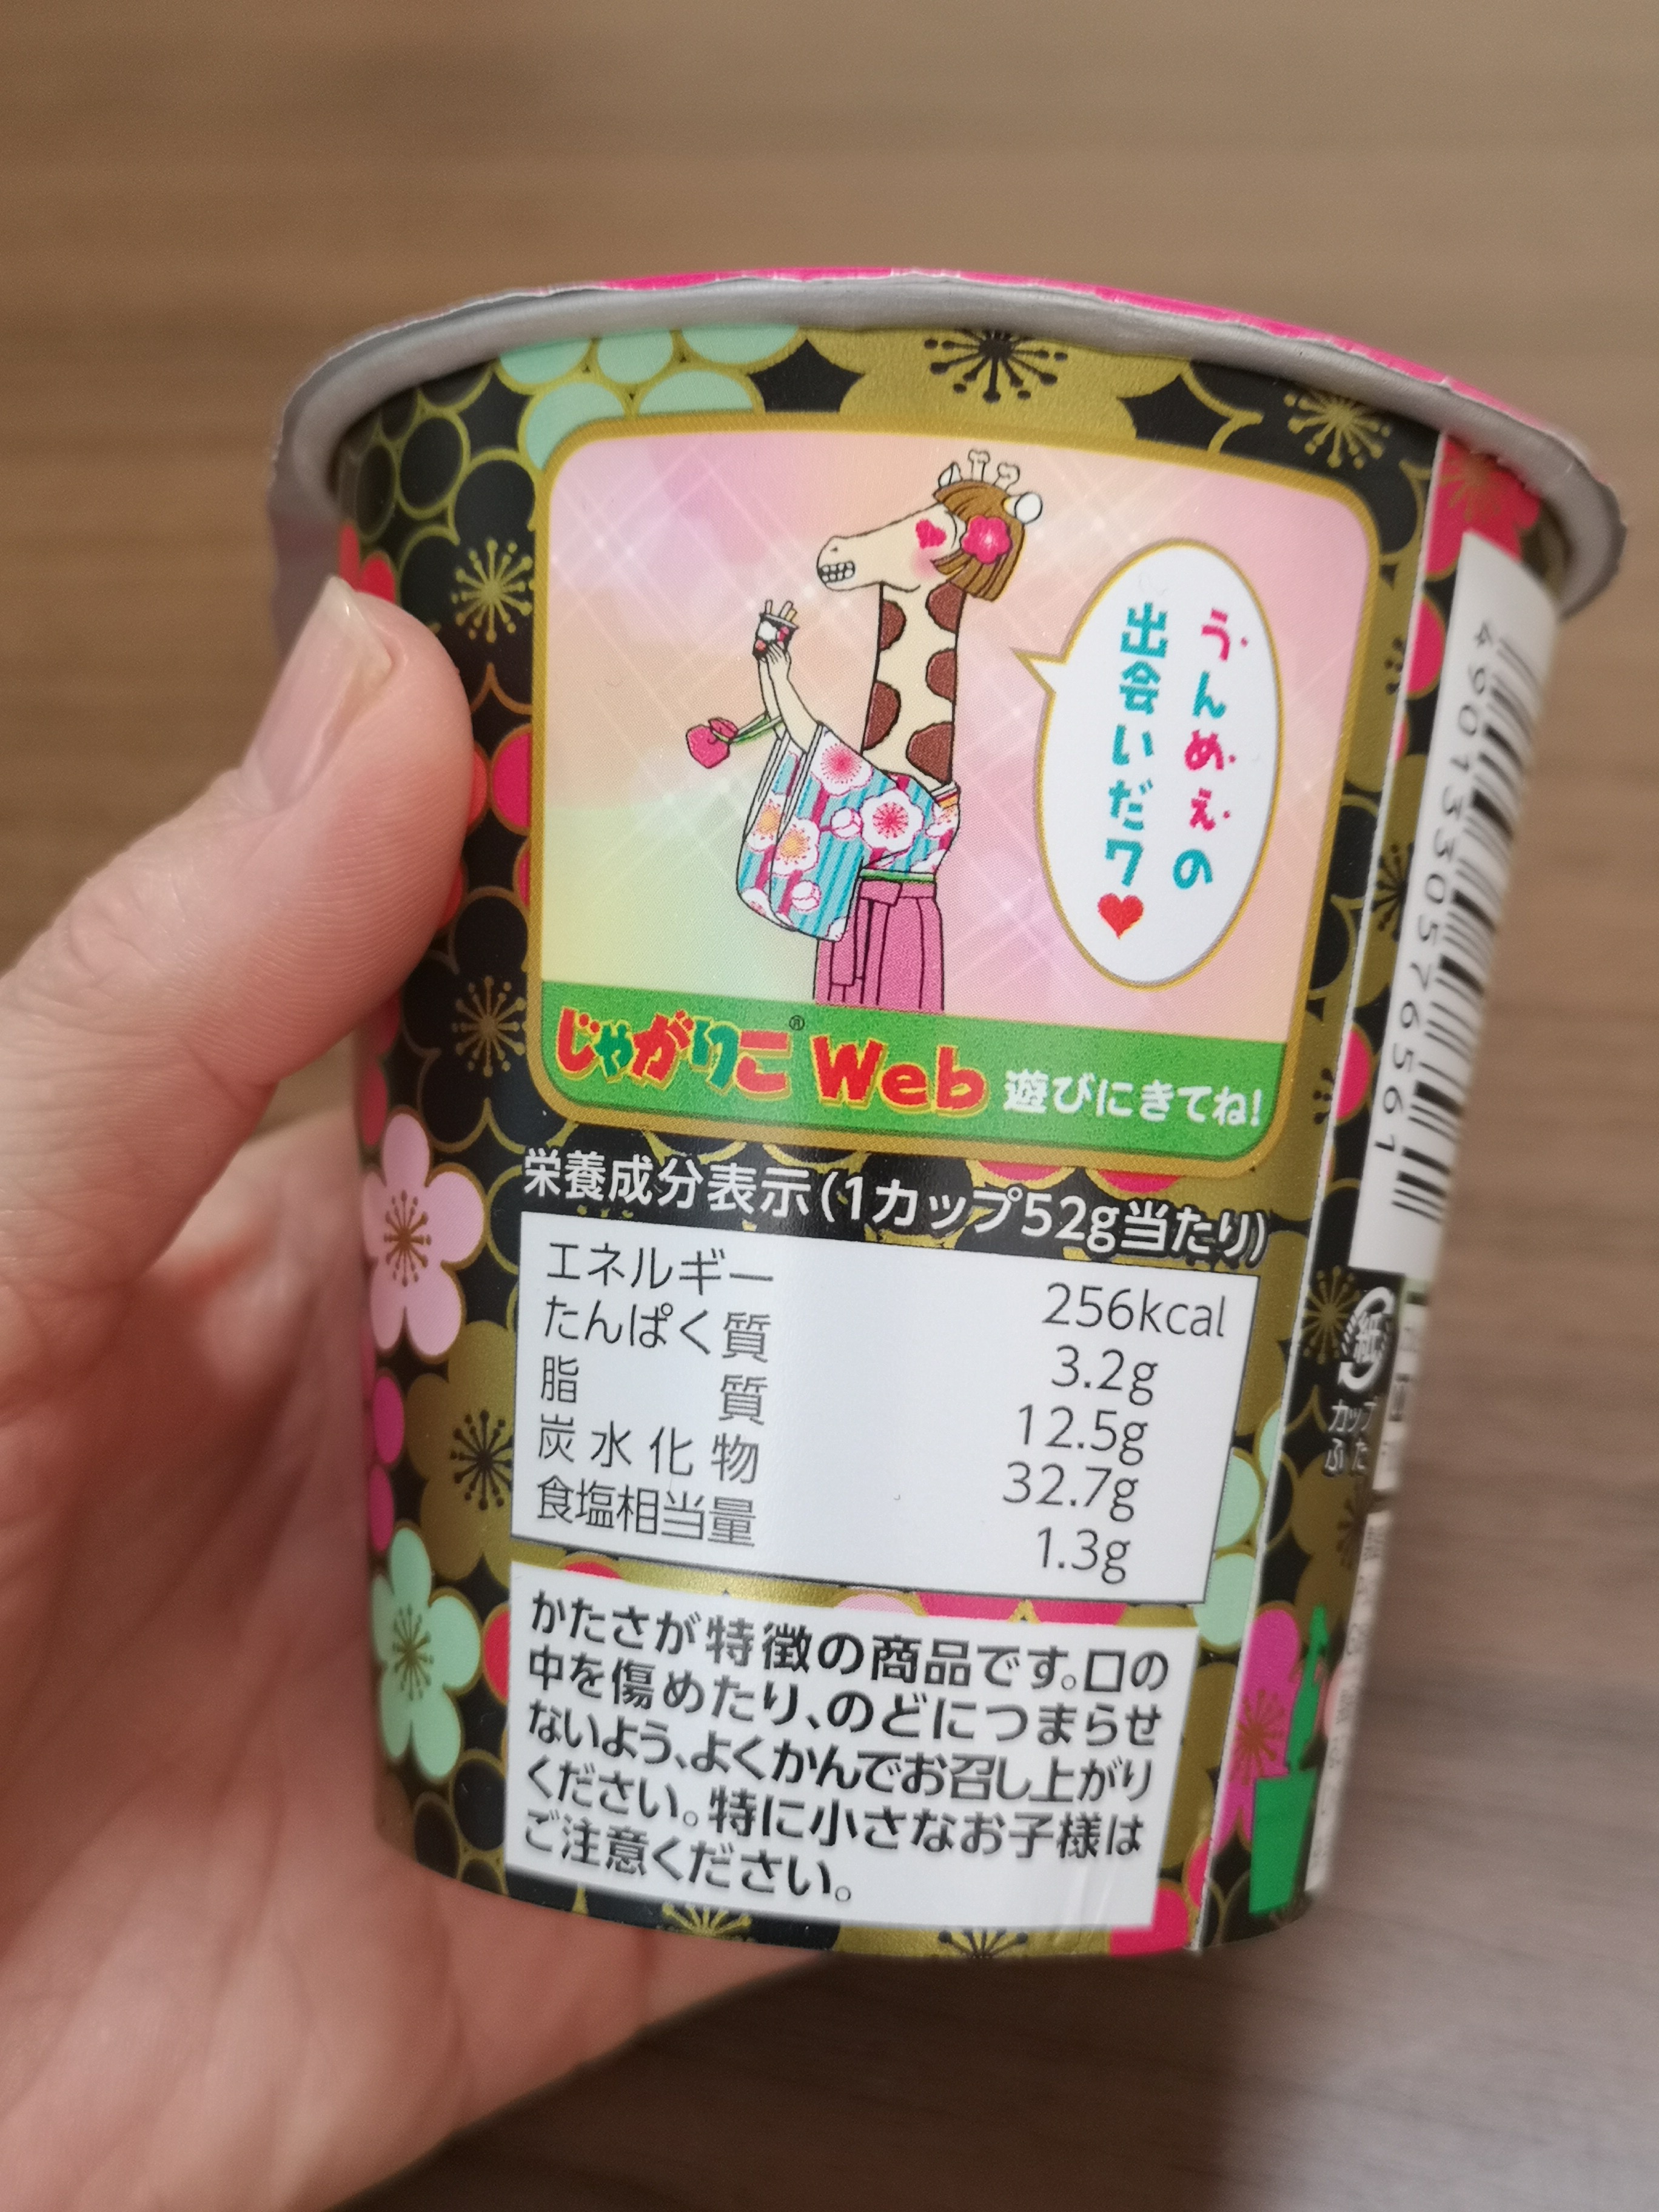 うんめぇの
出会いだワ♥
じゃがりこ® Web 遊びにきてね!
栄養成分表示(1カップ52g当たり)
エネルギー 256kcal
たんぱく質 3.2g
脂質 12.5g
炭水化物 32.7g
食塩相当量 1.3g
かたさが特徴の商品です。口の
中を傷めたり、のどにつまらせ
ないよう、よくかんでお召し上がり
ください。特に小さなお子様は
ご注意ください。
4901330576561
紙
カップ
ふた